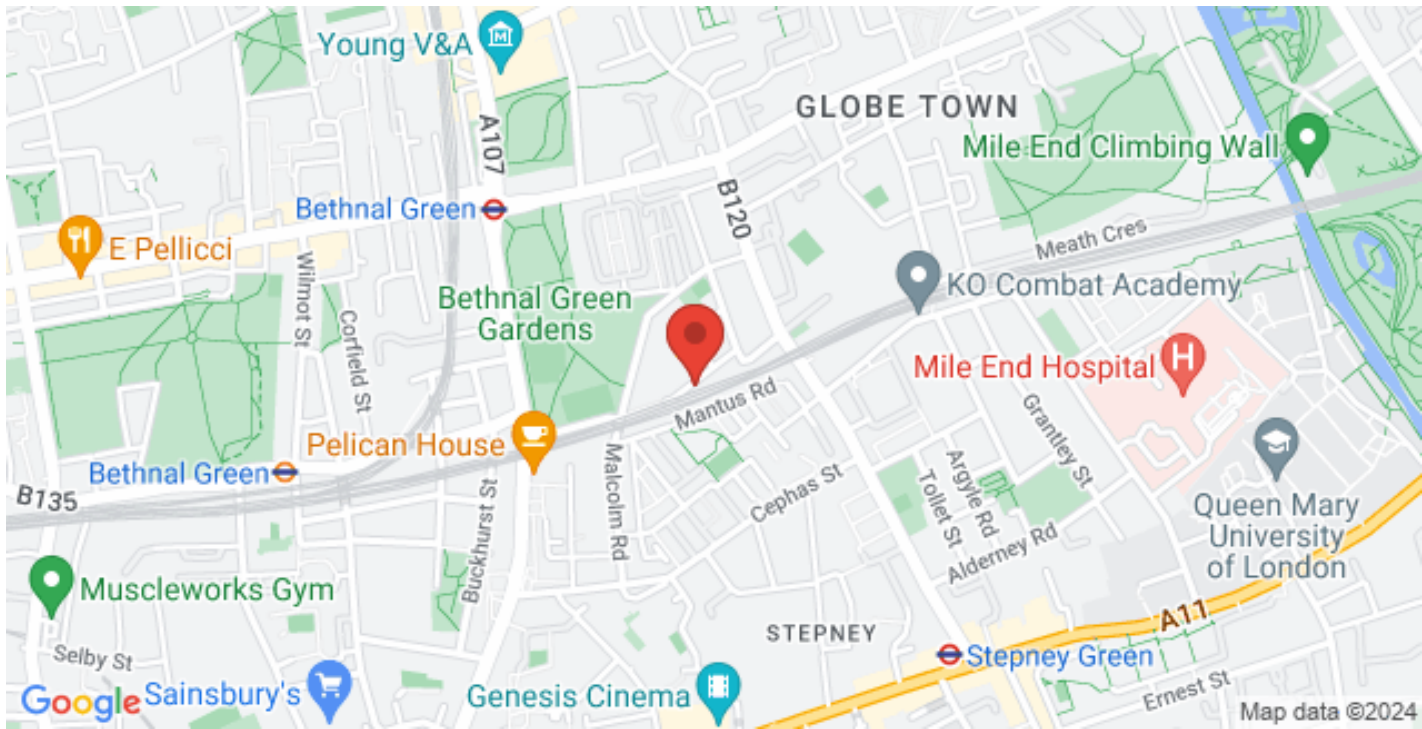 Young V&A
GLOBE TOWN
A107
Mile End Climbing Wall
B120
Bethnal Green
Meath Cres
E Pellicci
Wilmot St
KO Combat Academy
Bethnal Green
Gardens
Corfield St
Mile End Hospital
Mantus Rd
Grantley St
Pelican House
Bethnal Green
B135
Malcolm Rd
Cephas St
Argyle Rd
Tollet St
Queen Mary
University
of London
Buckhurst St
Alderney Rd
Muscleworks Gym
A11
STEPNEY
Selby St
Stepney Green
Google
Sainsbury's
Genesis Cinema
Ernest St
Map data ©2024
M
H